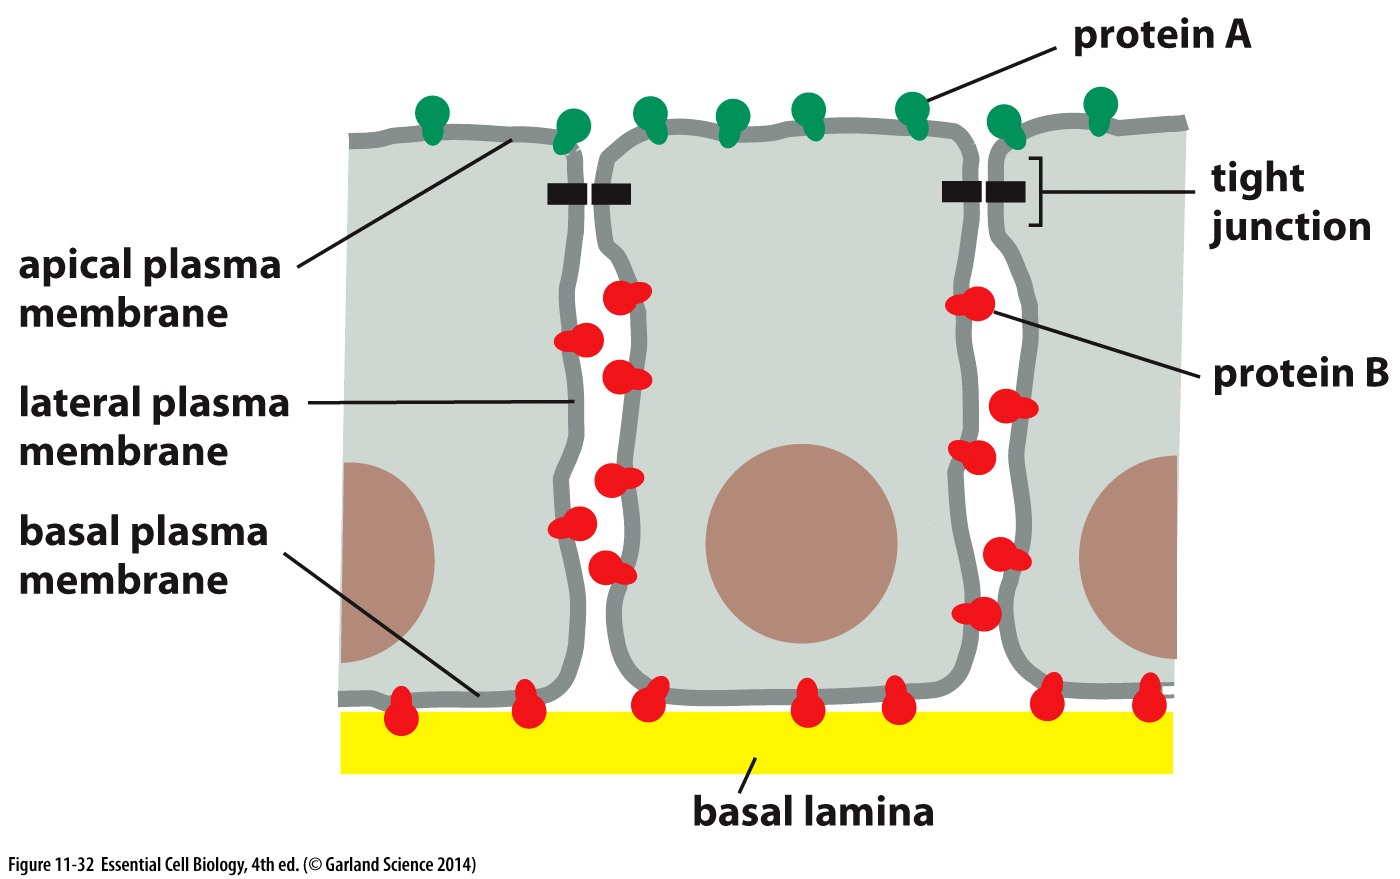 protein A
tight
junction
apical plasma
membrane
protein B
lateral plasma
membrane
basal plasma
membrane
basal lamina
Figure 11-32 Essential Cell Biology, 4th ed. (© Garland Science 2014)